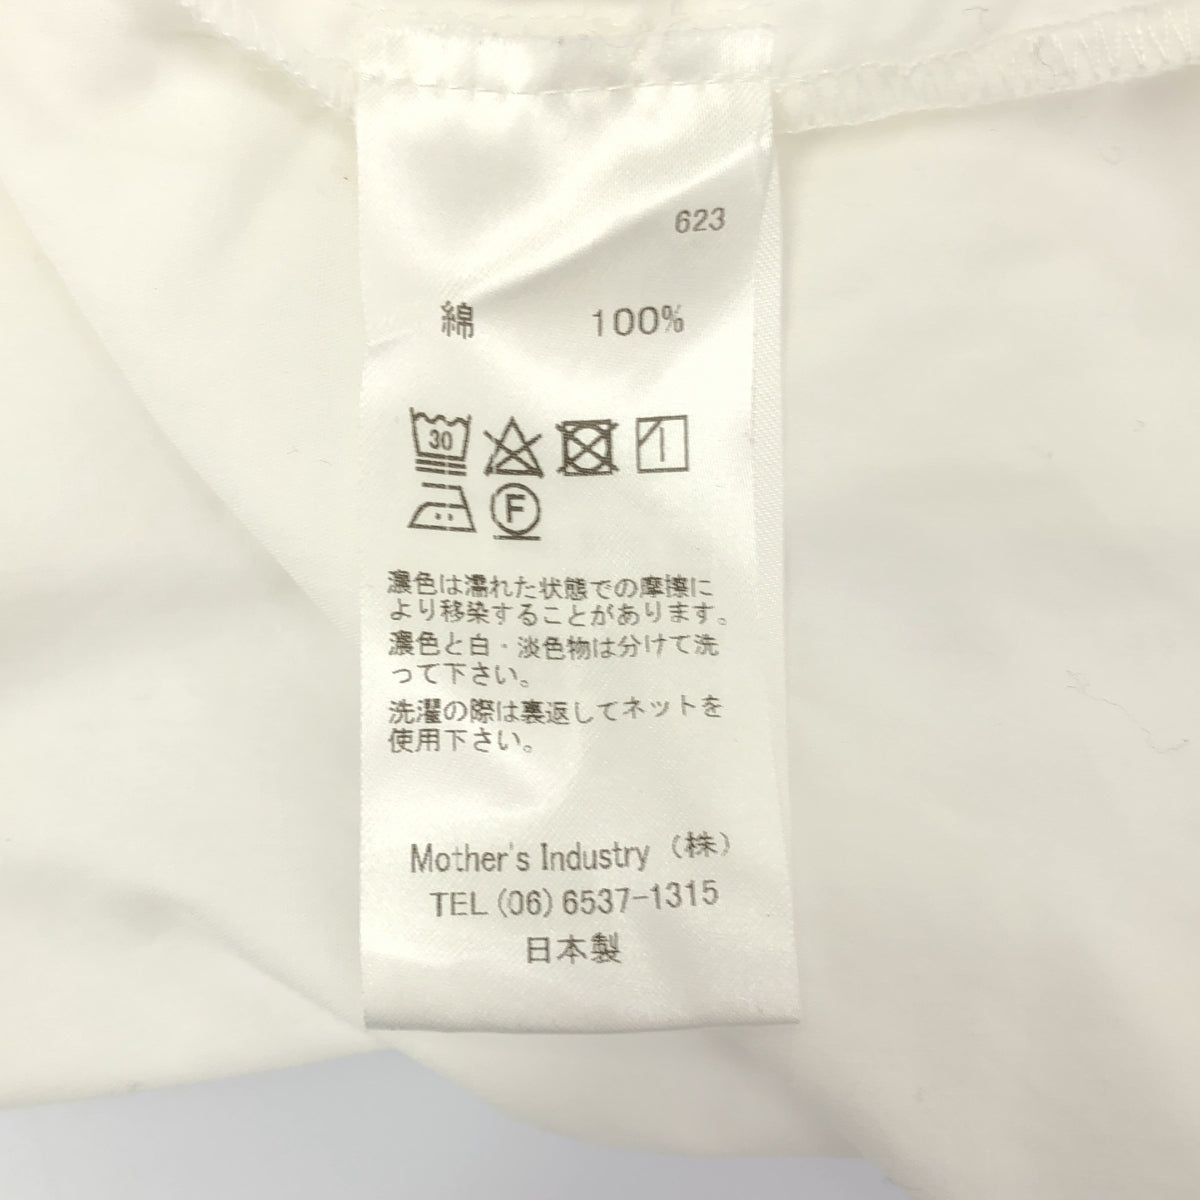 623
綿 100%
30
F
濃色は濡れた状態での摩擦に
より移染することがあります。
濃色と白・淡色物は分けて洗
って下さい。
洗濯の際は裏返してネットを
使用下さい。
Mother's Industry (株)
TEL (06) 6537-1315
日本製